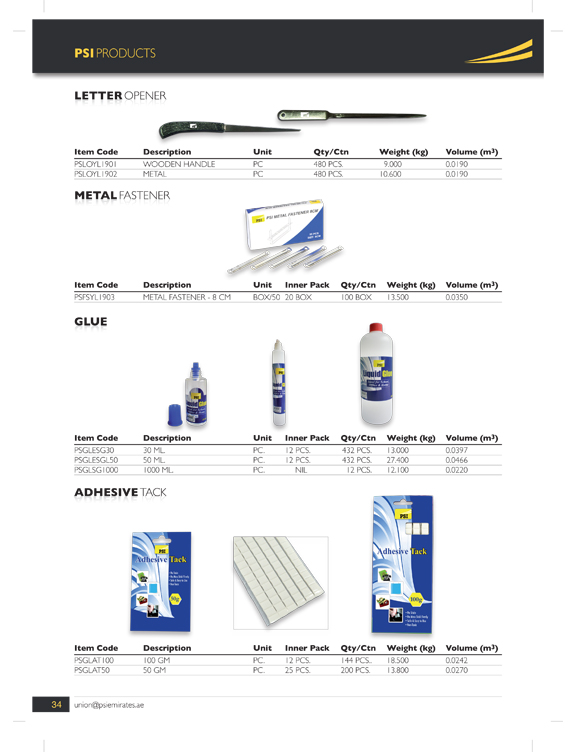 PSI PRODUCTS
LETTER OPENER
Item Code Description Unit Qty/Ctn Weight (kg) Volume (m³)
PSLOYL1901 WOODEN HANDLE PC 480 PCS. 9.000 0.0190
PSLOYL1902 METAL PC 480 PCS. 10.600 0.0190
METAL FASTENER
PSI METAL FASTENER 8CM
Item Code Description Unit Inner Pack Qty/Ctn Weight (kg) Volume (m³)
PSFSYL1903 METAL FASTENER - 8 CM BOX/50 20 BOX 100 BOX 13.500 0.0350
GLUE
Liquid Glue
Item Code Description Unit Inner Pack Qty/Ctn Weight (kg) Volume (m³)
PSGLESG30 30 ML. PC. 12 PCS. 432 PCS. 13.000 0.0397
PSGLESGL50 50 ML. PC. 12 PCS. 432 PCS. 27.400 0.0466
PSGLSG1000 1000 ML. PC. NIL 12 PCS. 12.100 0.0220
ADHESIVE TACK
PSI
Adhesive Tack
50g
PSI
Adhesive Tack
100g
Item Code Description Unit Inner Pack Qty/Ctn Weight (kg) Volume (m³)
PSGLAT100 100 GM PC. 12 PCS. 144 PCS.. 18.500 0.0242
PSGLAT50 50 GM PC. 25 PCS. 200 PCS. 13.800 0.0270
34 union@psiemirates.ae